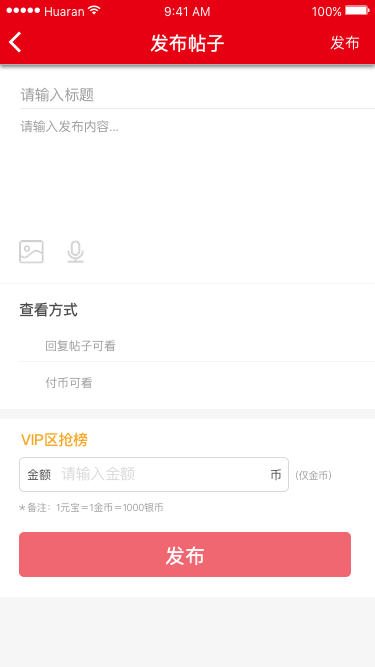 Huaran 9:41 AM 100%
发布帖子 发布
请输入标题
请输入发布内容...
查看方式
回复帖子可看
付币可看
VIP区抢榜
金额 请输入金额 币 (仅金币)
*备注：1元宝=1金币=1000银币
发布